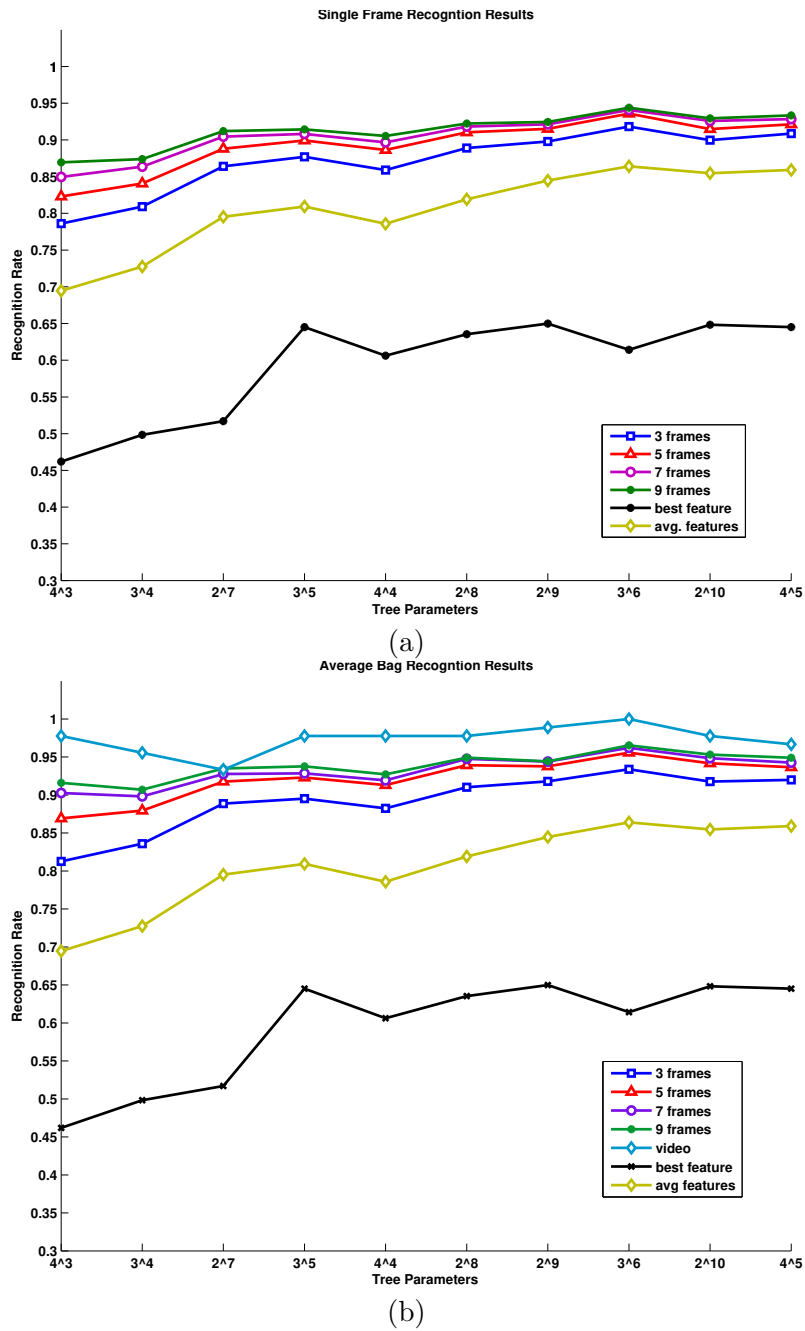 Single Frame Recogntion Results
1
0.95
0.9
0.85
0.8
0.75
0.7
0.65
0.6
0.55
0.5
0.45
0.4
0.35
0.3
Recognition Rate
3 frames
5 frames
7 frames
9 frames
best feature
avg. features
4^3 3^4 2^7 3^5 4^4 2^8 2^9 3^6 2^10 4^5
Tree Parameters
(a)
Average Bag Recogntion Results
1
0.95
0.9
0.85
0.8
0.75
0.7
0.65
0.6
0.55
0.5
0.45
0.4
0.35
0.3
Recognition Rate
3 frames
5 frames
7 frames
9 frames
video
best feature
avg features
4^3 3^4 2^7 3^5 4^4 2^8 2^9 3^6 2^10 4^5
Tree Parameters
(b)